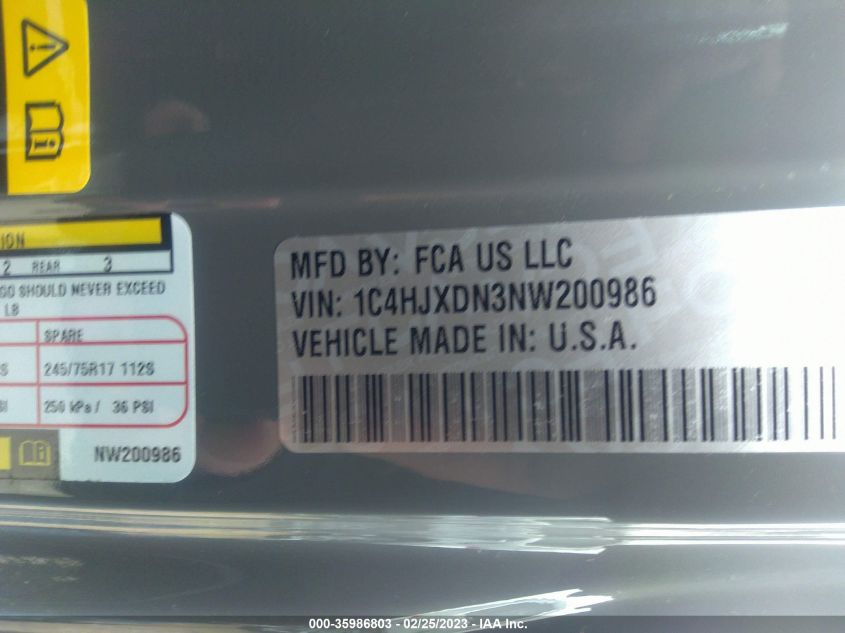 ION
2 REAR 3
GO SHOULD NEVER EXCEED
LB
SPARE
S 245/75R17 112S
SI 250 kPa / 36 PSI
NW200986
MFD BY: FCA US LLC
VIN: 1C4HJXDN3NW200986
VEHICLE MADE IN: U.S.A.
000-35986803 - 02/25/2023 - IAA Inc.